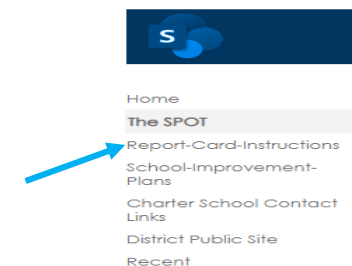 S
Home
The SPOT
Report-Card-Instructions
School-Improvement-
Plans
Charter School Contact
Links
District Public Site
Recent